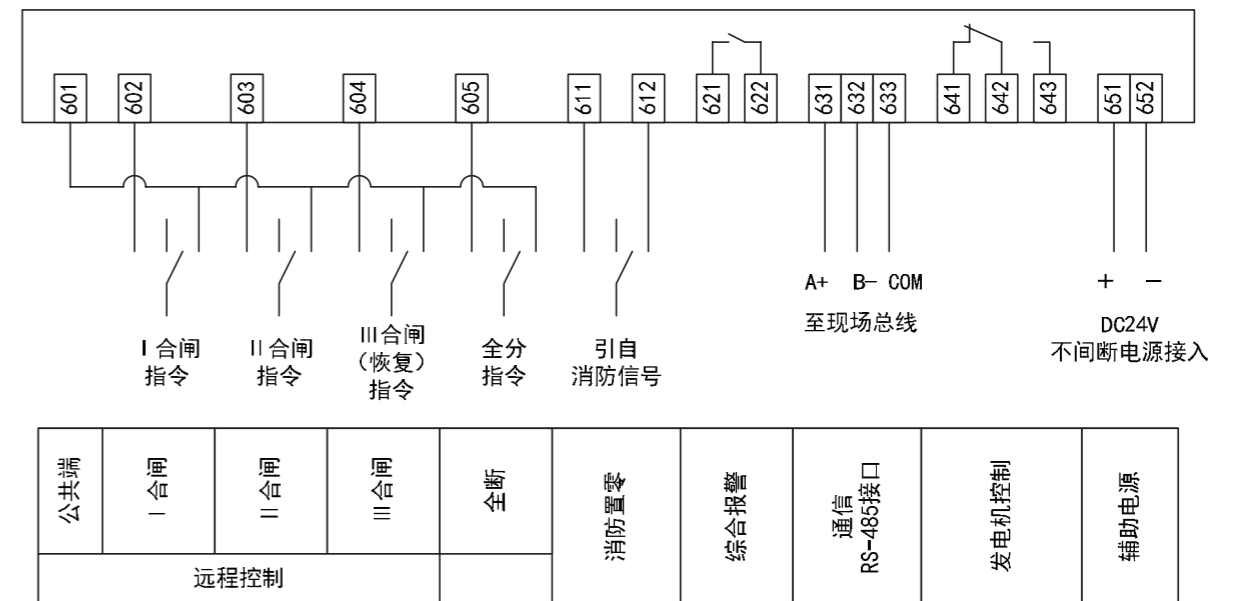 601
602
603
604
605
611
612
621
622
631
632
633
641
642
643
651
652
A+ B- COM
至现场总线
+ -
DC24V
不间断电源接入
Ⅰ合闸
指令
Ⅱ合闸
指令
Ⅲ合闸
(恢复)
指令
全分
指令
引自
消防信号
公共端
Ⅰ合闸
Ⅱ合闸
Ⅲ合闸
全断
消防置零
综合报警
通信
RS-485接口
发电机控制
辅助电源
远程控制